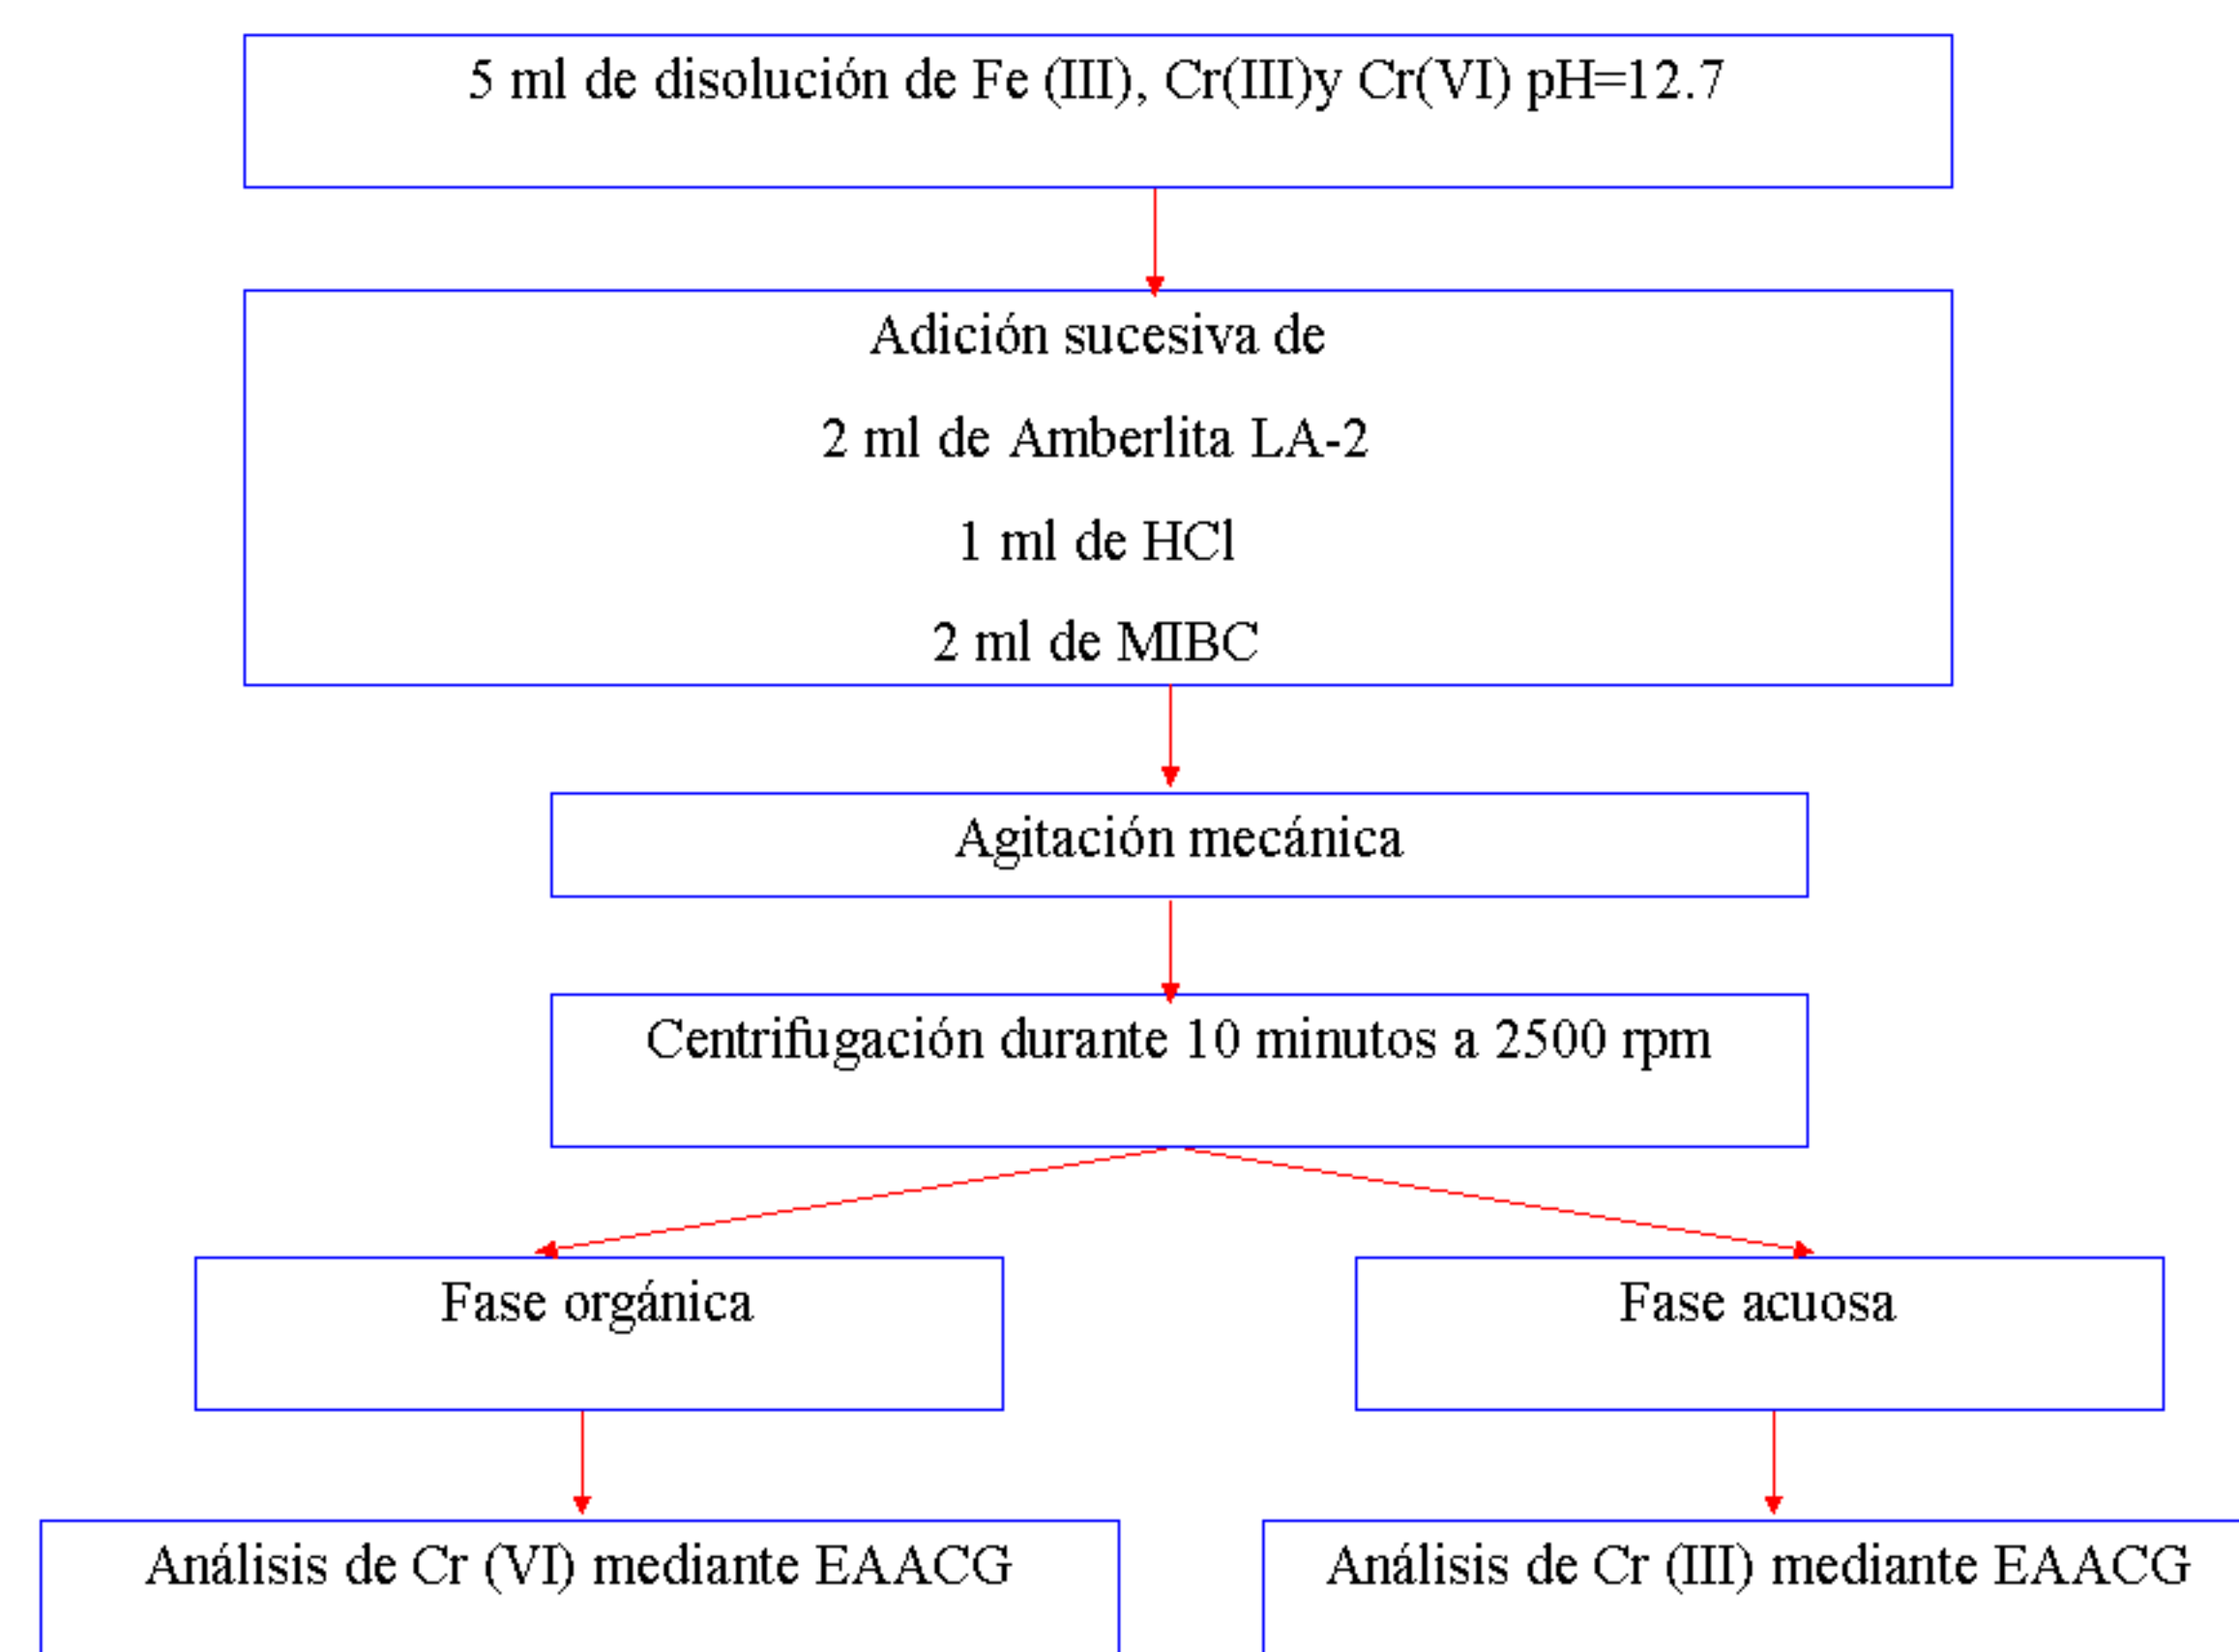 5 ml de disolución de Fe (III), Cr(III)y Cr(VI) pH=12.7
Adición sucesiva de
2 ml de Amberlita LA-2
1 ml de HCl
2 ml de MIBC
Agitación mecánica
Centrifugación durante 10 minutos a 2500 rpm
Fase orgánica
Fase acuosa
Análisis de Cr (VI) mediante EAACG
Análisis de Cr (III) mediante EAACG